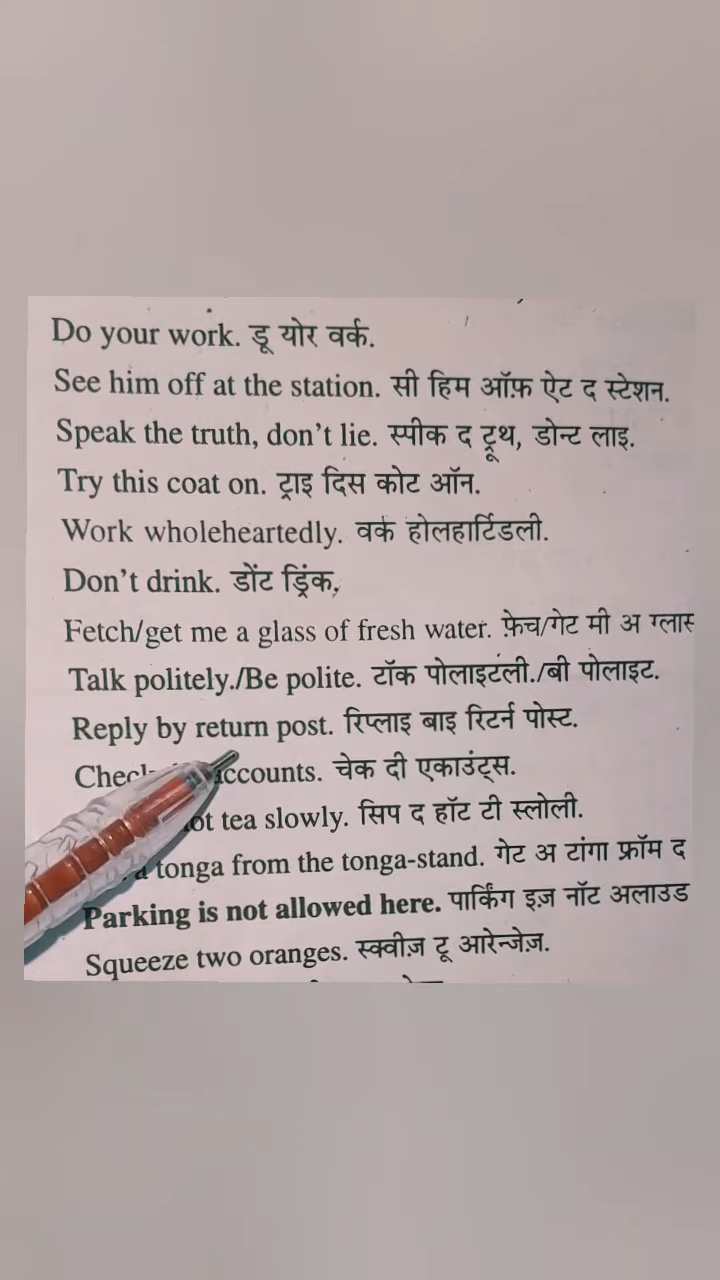 Do your work. डू योर वर्क.
See him off at the station. सी हिम ऑफ़ ऐट द स्टेशन.
Speak the truth, don't lie. स्पीक द ट्रूथ, डोन्ट लाइ.
Try this coat on. ट्राइ दिस कोट ऑन.
Work wholeheartedly. वर्क होलहार्टिडली.
Don't drink. डोंट ड्रिंक.
Fetch/get me a glass of fresh water. फ़ेच/गेट मी अ ग्लास
Talk politely./Be polite. टॉक पोलाइटली./बी पोलाइट.
Reply by return post. रिप्लाइ बाइ रिटर्न पोस्ट.
accounts. चेक दी एकाउंट्स.
tea slowly. सिप द हॉट टी स्लोली.
a tonga from the tonga-stand. गेट अ टांगा फ्रॉम द
Parking is not allowed here. पार्किंग इज़ नॉट अलाउड
Squeeze two oranges. स्क्वीज़ टू आरेन्जेज़.